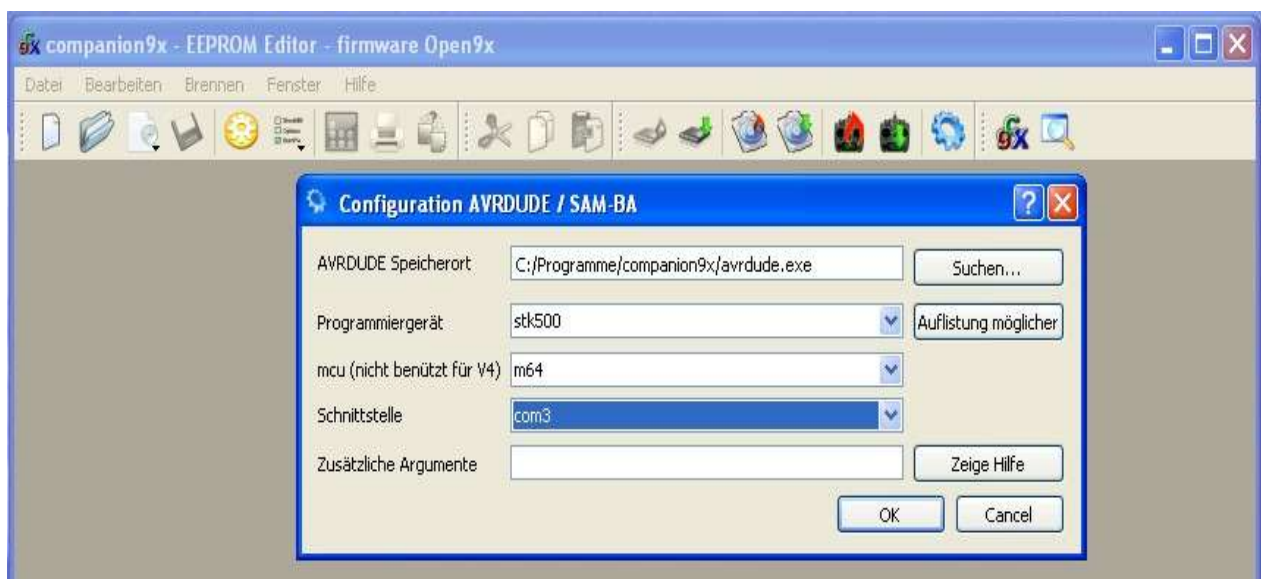 companion9x - EEPROM Editor - firmware Open9x
Datei Bearbeiten Brennen Fenster Hilfe
Configuration AVRDUDE / SAM-BA
AVRDUDE Speicherort C:/Programme/companion9x/avrdude.exe Suchen...
Programmiergerät stk500 Auflistung möglicher
mcu (nicht benützt für V4) m64
Schnittstelle com3
Zusätzliche Argumente Zeige Hilfe
OK Cancel